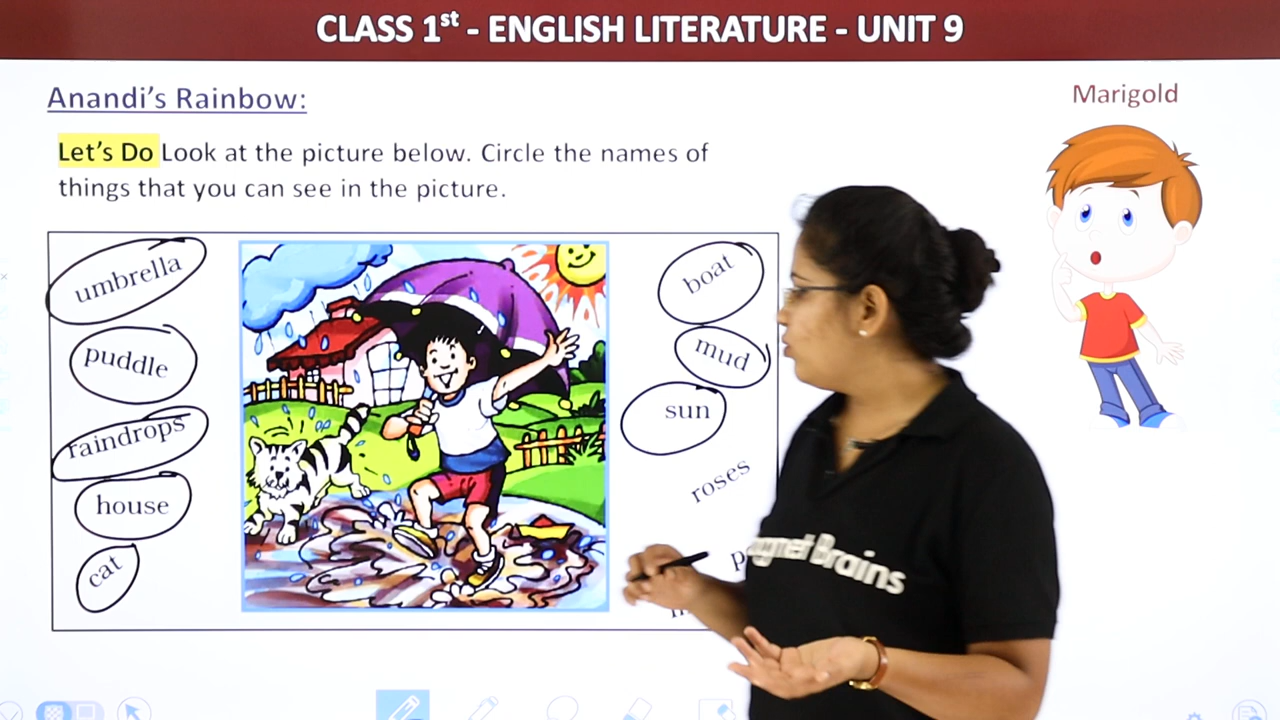 CLASS 1st - ENGLISH LITERATURE - UNIT 9
Anandi's Rainbow:
Marigold
Let's Do Look at the picture below. Circle the names of
things that you can see in the picture.
umbrella
puddle
raindrops
house
cat
boat
mud
sun
roses
Brains